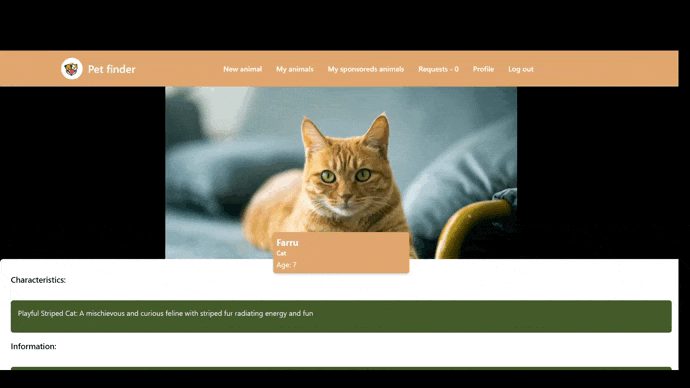 Pet finder
New animal My animals My sponsoreds animals Requests - 0 Profile Log out
Farru
Cat
Age: 7
Characteristics:
Playful Striped Cat: A mischievous and curious feline with striped fur radiating energy and fun
Information: